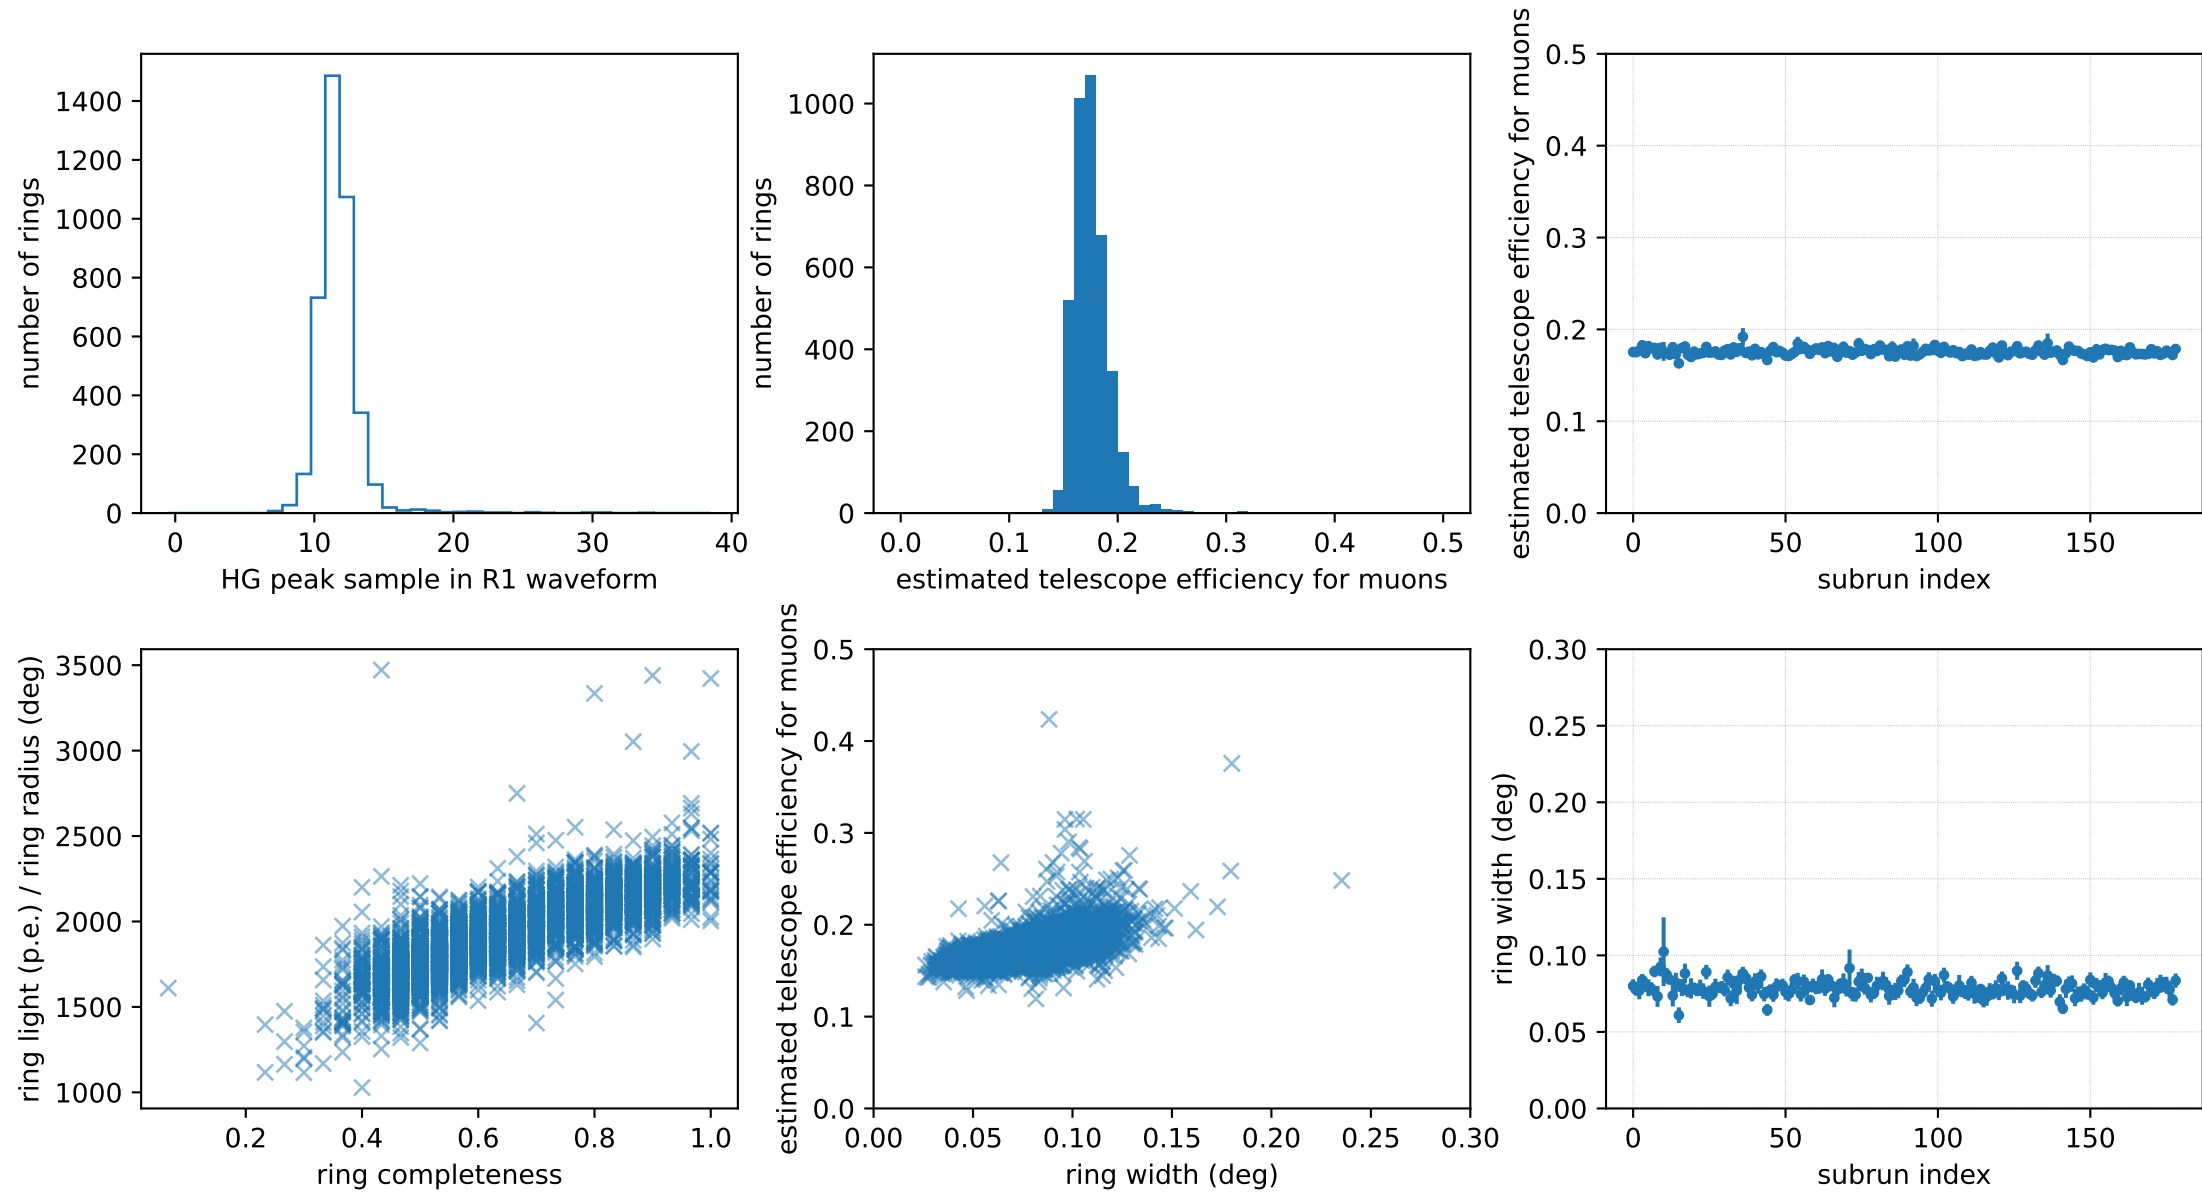 number of rings
1400
1200
1000
800
600
400
200
0
0 10 20 30 40
HG peak sample in R1 waveform
number of rings
1000
800
600
400
200
0
0.0 0.1 0.2 0.3 0.4 0.5
estimated telescope efficiency for muons
estimated telescope efficiency for muons
0.5
0.4
0.3
0.2
0.1
0.0
0 50 100 150
subrun index
ring light (p.e.) / ring radius (deg)
3500
3000
2500
2000
1500
1000
0.2 0.4 0.6 0.8 1.0
ring completeness
estimated telescope efficiency for muons
0.5
0.4
0.3
0.2
0.1
0.0
0.00 0.05 0.10 0.15 0.20 0.25 0.30
ring width (deg)
ring width (deg)
0.30
0.25
0.20
0.15
0.10
0.05
0.00
0 50 100 150
subrun index